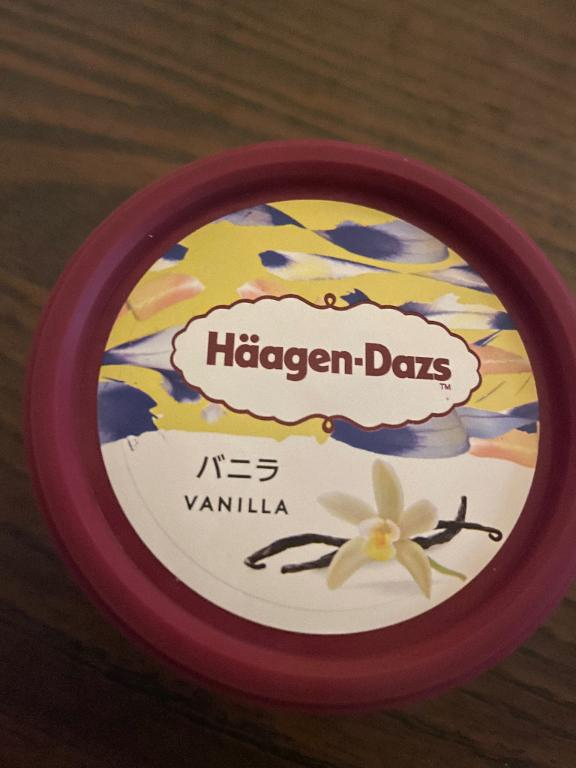 Häagen-Dazs
TM
バニラ
VANILLA